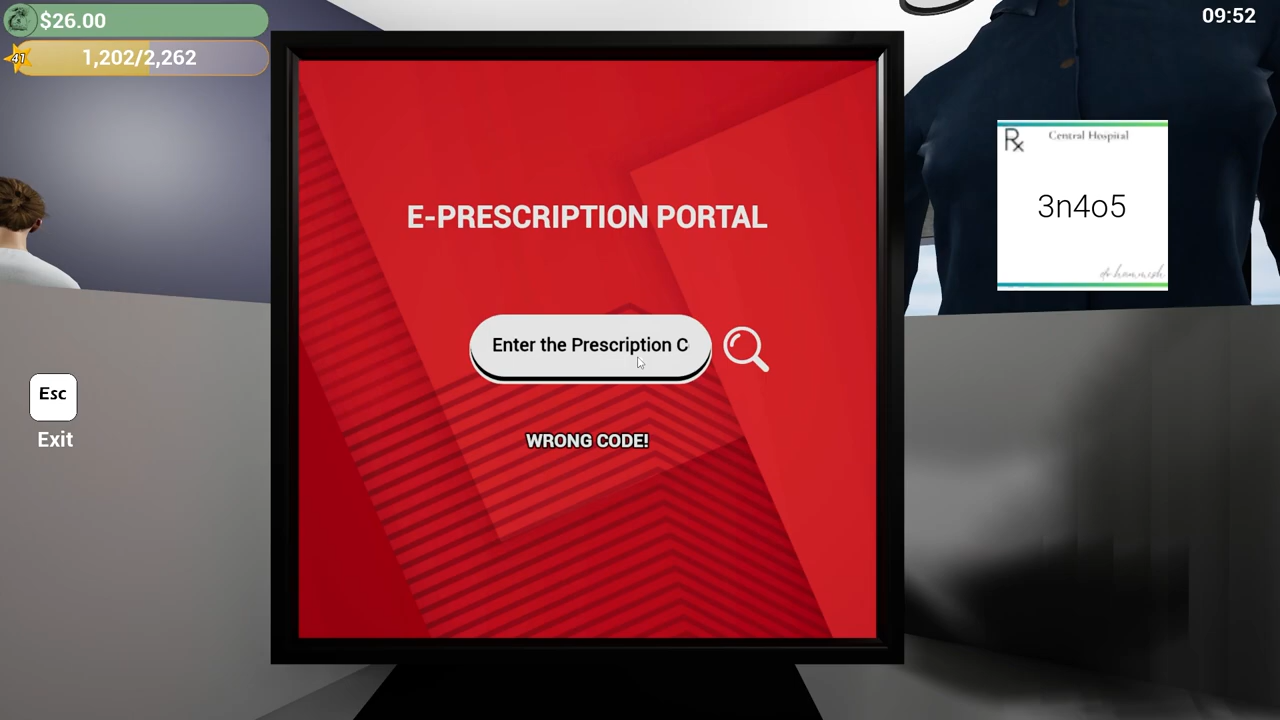 $26.00
41
1,202/2,262
09:52
Rx
Central Hospital
3n4o5
E-PRESCRIPTION PORTAL
Enter the Prescription C
WRONG CODE!
Esc
Exit